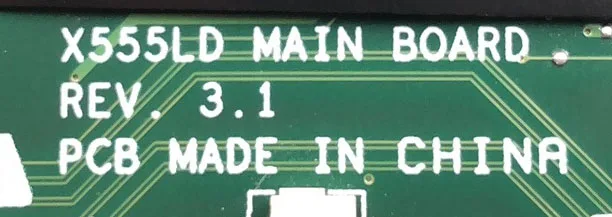 X555LD MAIN BOARD
REV. 3.1
PCB MADE IN CHINA